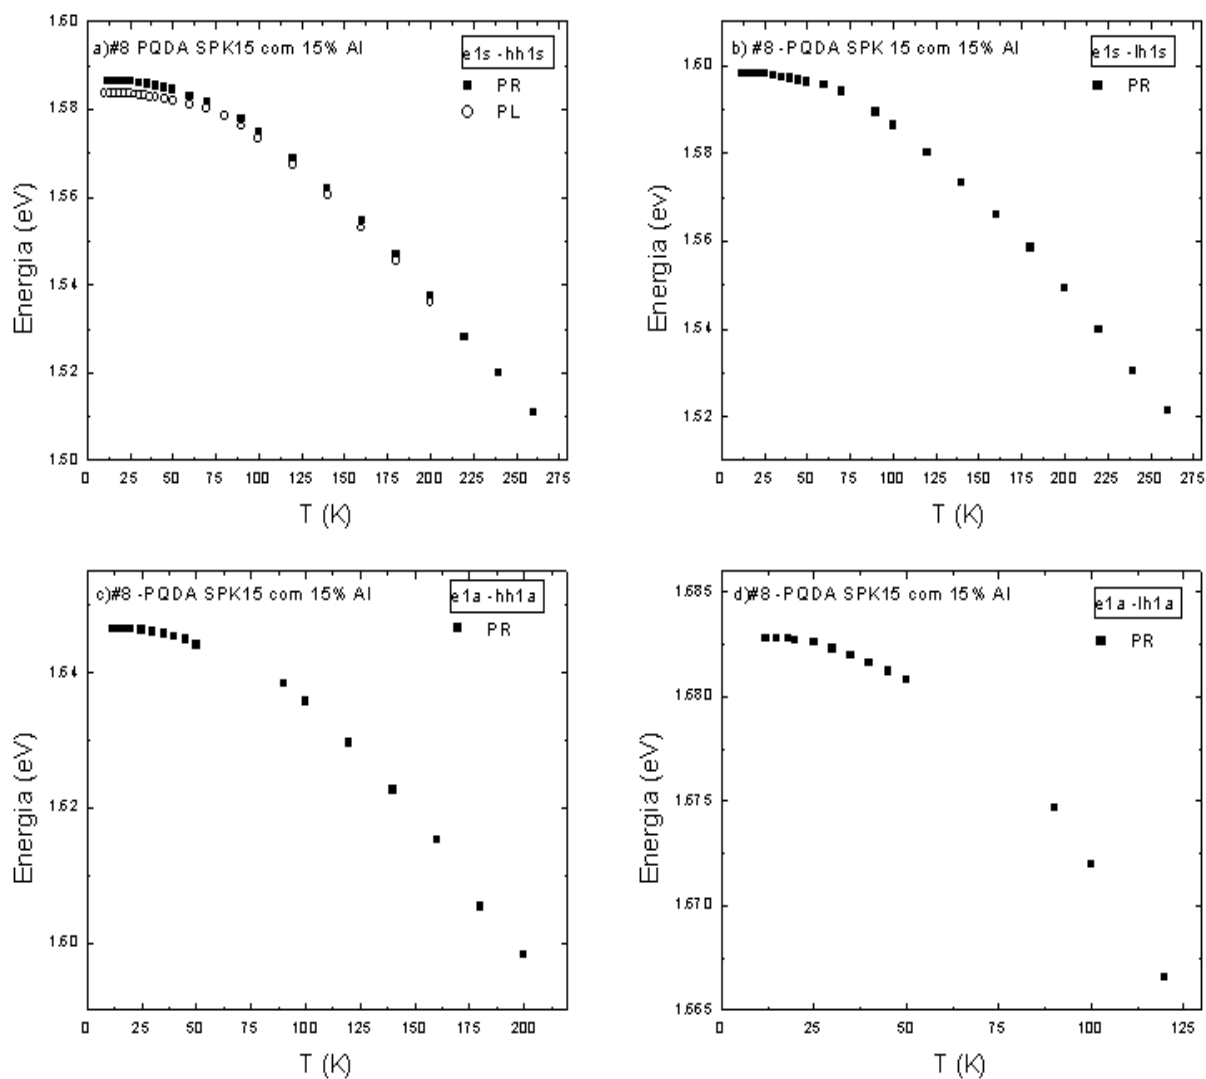 a)#8 PQDA SPK15 com 15% Al
e1s -hh1s
PR
PL
Energia (eV)
1.60
1.58
1.56
1.54
1.52
1.50
0 25 50 75 100 125 150 175 200 225 250 275
T (K)
b) #8 -PQDA SPK 15 com 15% Al
e1s -lh1s
PR
Energia (ev)
1.60
1.58
1.56
1.54
1.52
0 25 50 75 100 125 150 175 200 225 250 275
T (K)
c)#8 -PQDA SPK15 com 15% Al
e1a -hh1a
PR
Energia (eV)
1.64
1.62
1.60
0 25 50 75 100 125 150 175 200
T (K)
d)#8 -PQDA SPK15 com 15% Al
e1a -lh1a
PR
Energia (eV)
1.685
1.680
1.675
1.670
1.665
0 25 50 75 100 125
T (K)